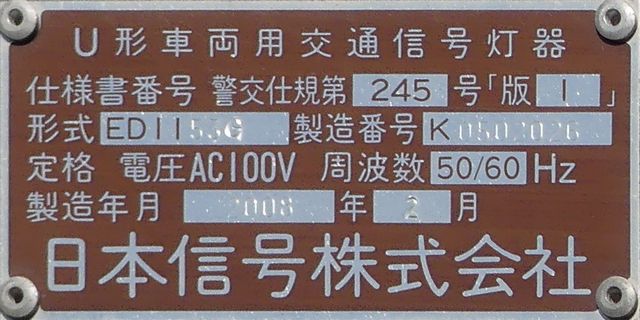 U形車両用交通信号灯器
仕様書番号 警交仕規第 245 号「版 1 」
形式 ED1153G 製造番号 K 0502026
定格 電圧AC100V 周波数 50/60 Hz
製造年月 2008 年 2 月
日本信号株式会社